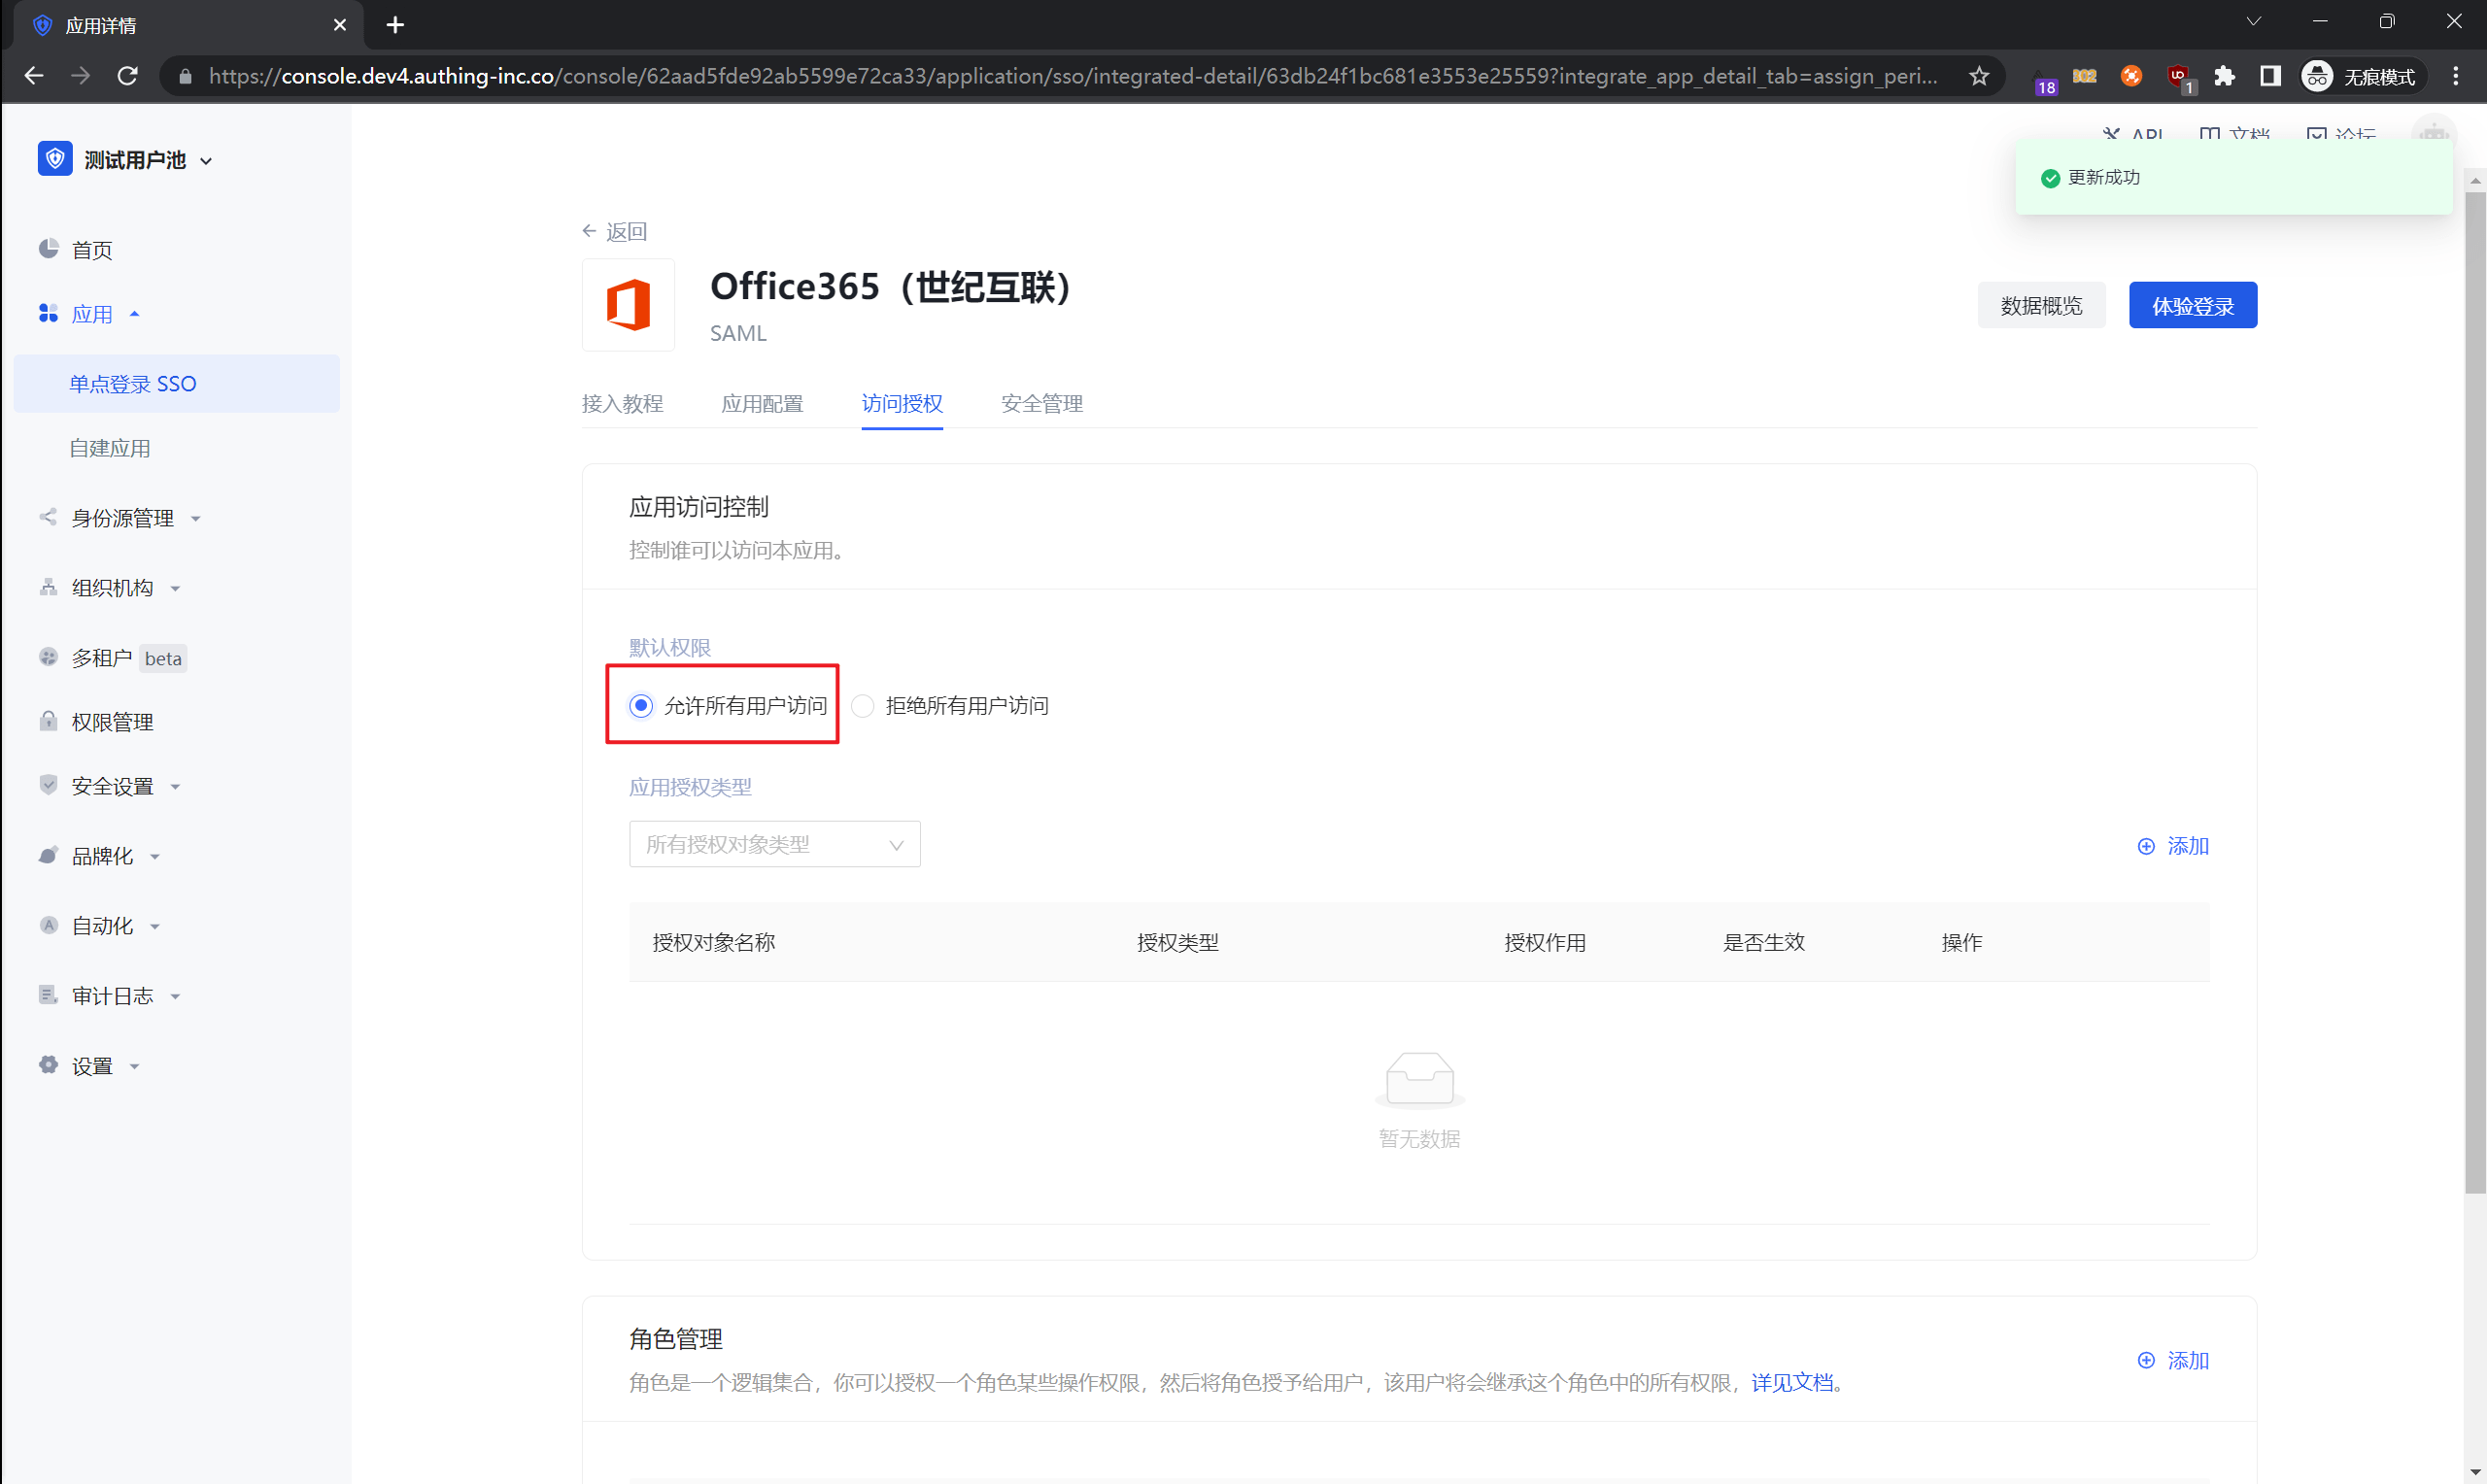 应用详情
https://console.dev4.authing-inc.co/console/62aad5fde92ab5599e72ca33/application/sso/integrated-detail/63db24f1bc681e3553e25559?integrate_app_detail_tab=assign_peri...
18
302
1
无痕模式
测试用户池
API
文档
论坛
更新成功
首页
应用
单点登录 SSO
自建应用
身份源管理
组织机构
多租户 beta
权限管理
安全设置
品牌化
自动化
审计日志
设置
返回
Office365（世纪互联）
SAML
数据概览
体验登录
接入教程
应用配置
访问授权
安全管理
应用访问控制
控制谁可以访问本应用。
默认权限
允许所有用户访问
拒绝所有用户访问
应用授权类型
所有授权对象类型
添加
授权对象名称
授权类型
授权作用
是否生效
操作
暂无数据
角色管理
角色是一个逻辑集合，你可以授权一个角色某些操作权限，然后将角色授予给用户，该用户将会继承这个角色中的所有权限，详见文档。
添加